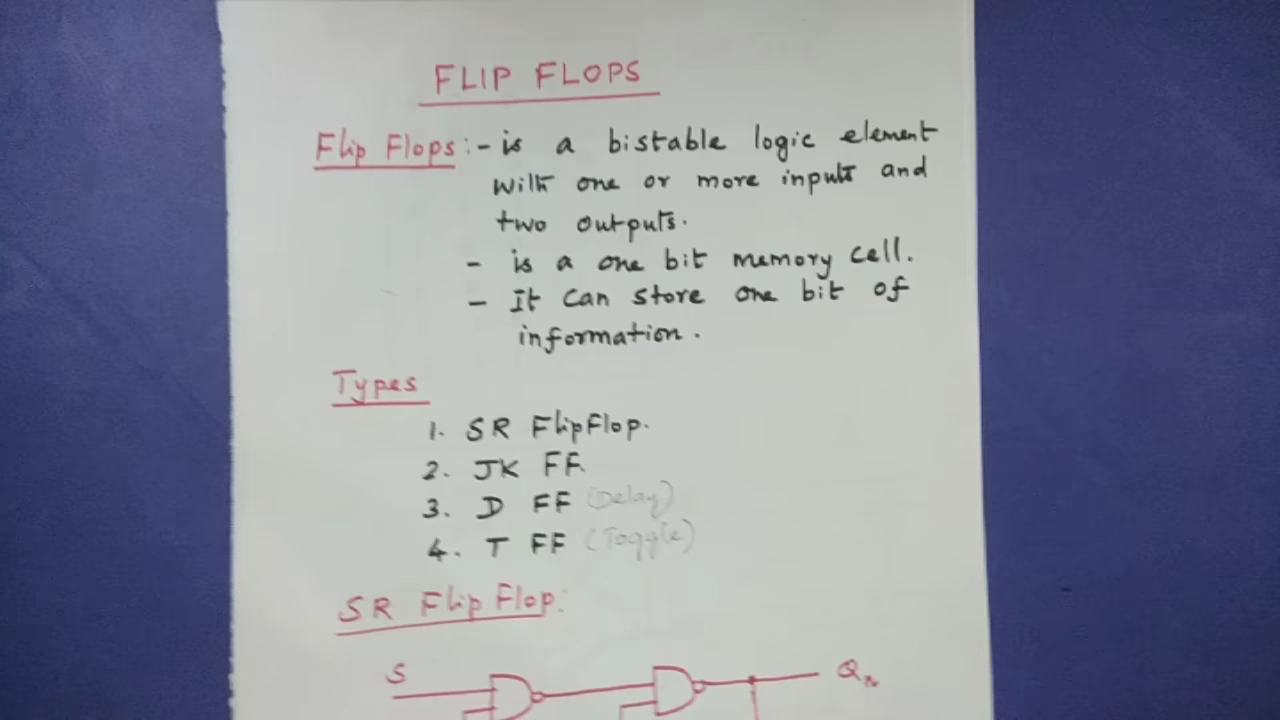 FLIP FLOPS
Flip Flops:- is a bistable logic element
with one or more inputs and
two outputs.
- is a one bit memory cell.
- It can store one bit of
information.
Types
1. SR FlipFlop.
2. JK FF.
3. D FF (Delay)
4. T FF (Toggle)
SR Flip Flop:
S Qn